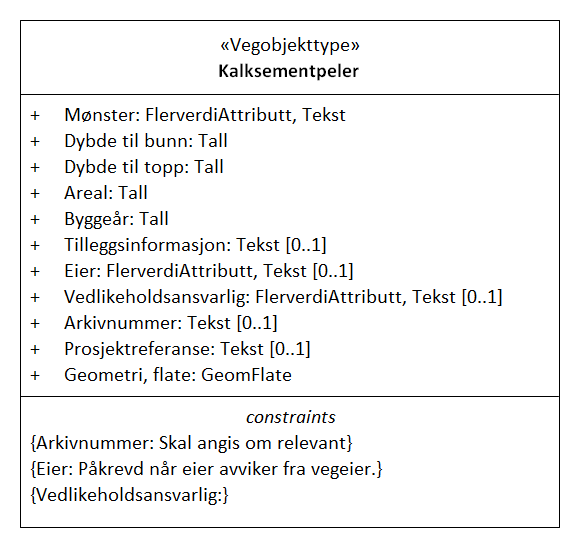 «Vegobjekttype»
Kalksementpeler
+ Mønster: FlerverdiAttributt, Tekst
+ Dybde til bunn: Tall
+ Dybde til topp: Tall
+ Areal: Tall
+ Byggeår: Tall
+ Tilleggsinformasjon: Tekst [0..1]
+ Eier: FlerverdiAttributt, Tekst [0..1]
+ Vedlikeholdsansvarlig: FlerverdiAttributt, Tekst [0..1]
+ Arkivnummer: Tekst [0..1]
+ Prosjektreferanse: Tekst [0..1]
+ Geometri, flate: GeomFlate
constraints
{Arkivnummer: Skal angis om relevant}
{Eier: Påkrevd når eier avviker fra vegeier.}
{Vedlikeholdsansvarlig:}